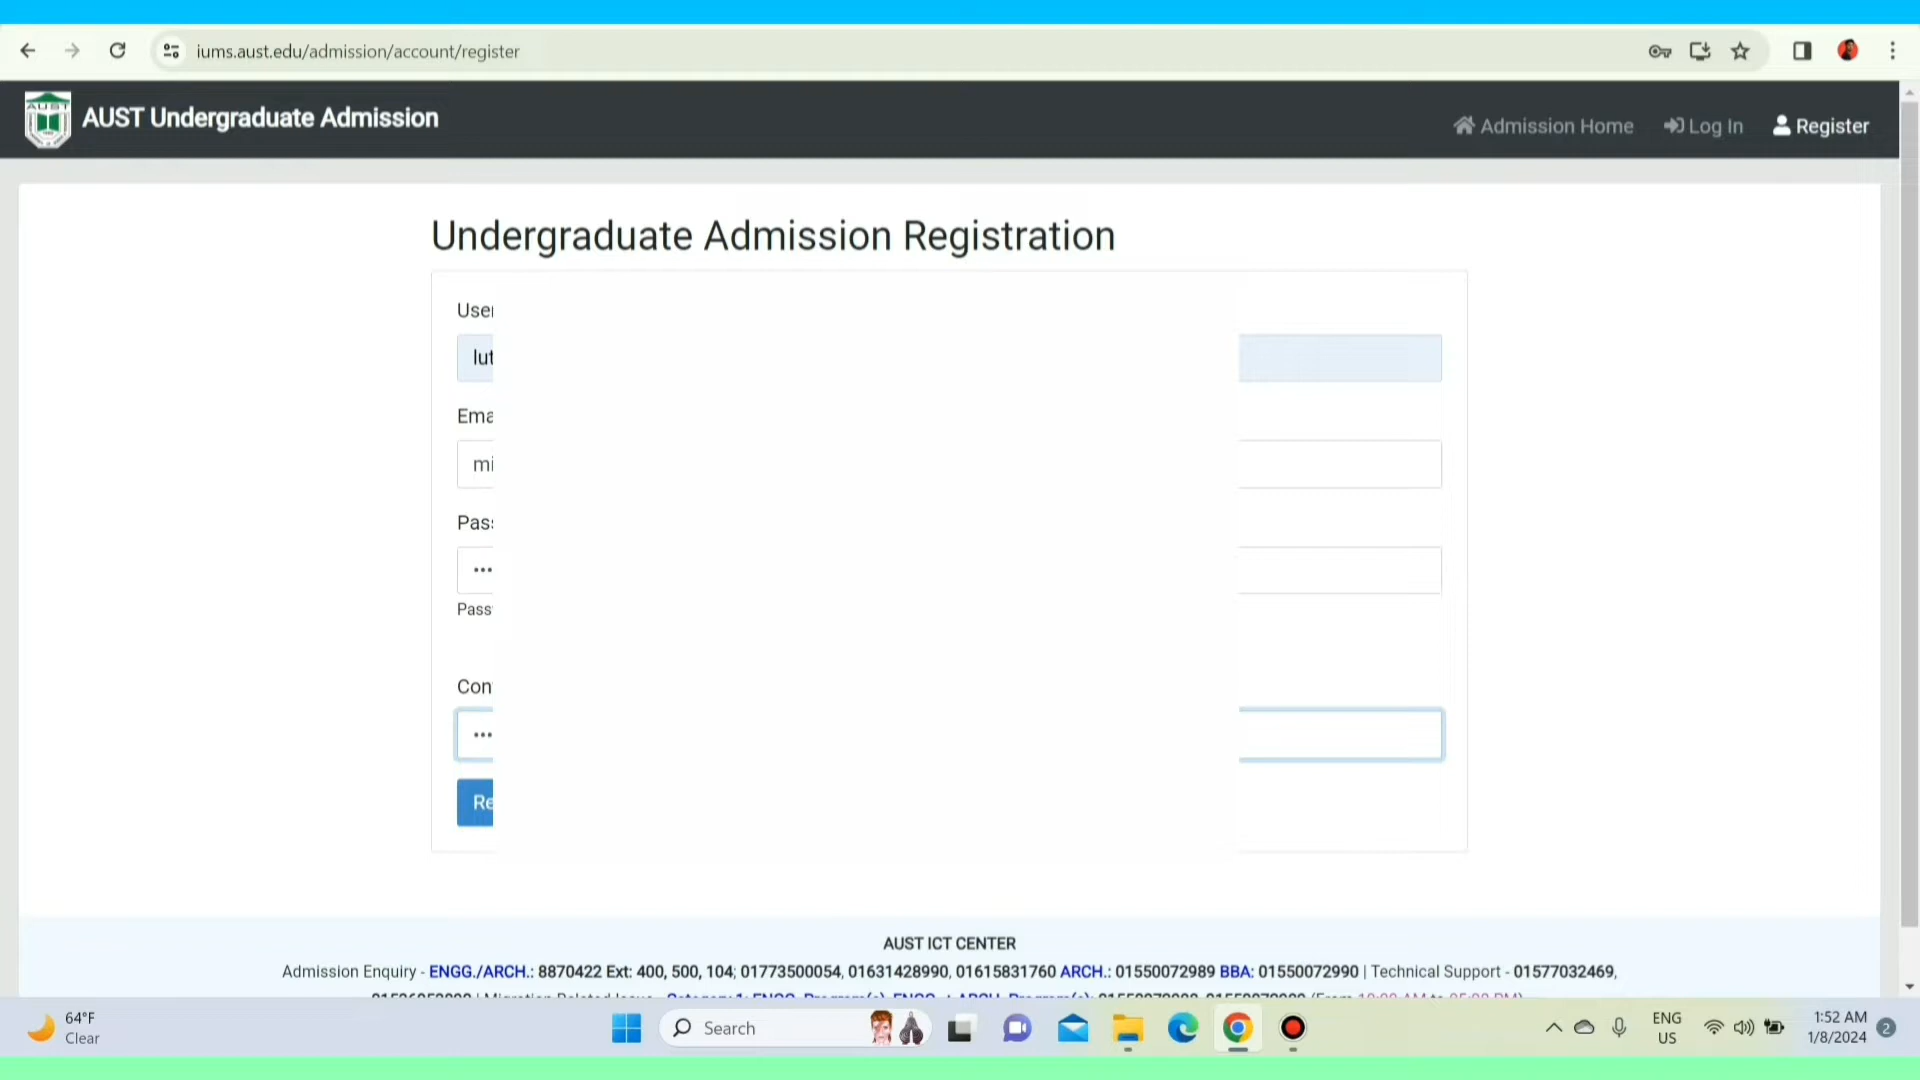 iums.aust.edu/admission/account/register
AUST
AUST Undergraduate Admission
Admission Home
Log In
Register
Undergraduate Admission Registration
User
lut
Ema
mi
Pass
•••
Pass
Con
•••
Re
AUST ICT CENTER
Admission Enquiry - ENGG./ARCH.: 8870422 Ext: 400, 500, 104; 01773500054, 01631428990, 01615831760 ARCH.: 01550072989 BBA: 01550072990 | Technical Support - 01577032469,
64°F
Clear
Search
ENG
US
1:52 AM
1/8/2024
2